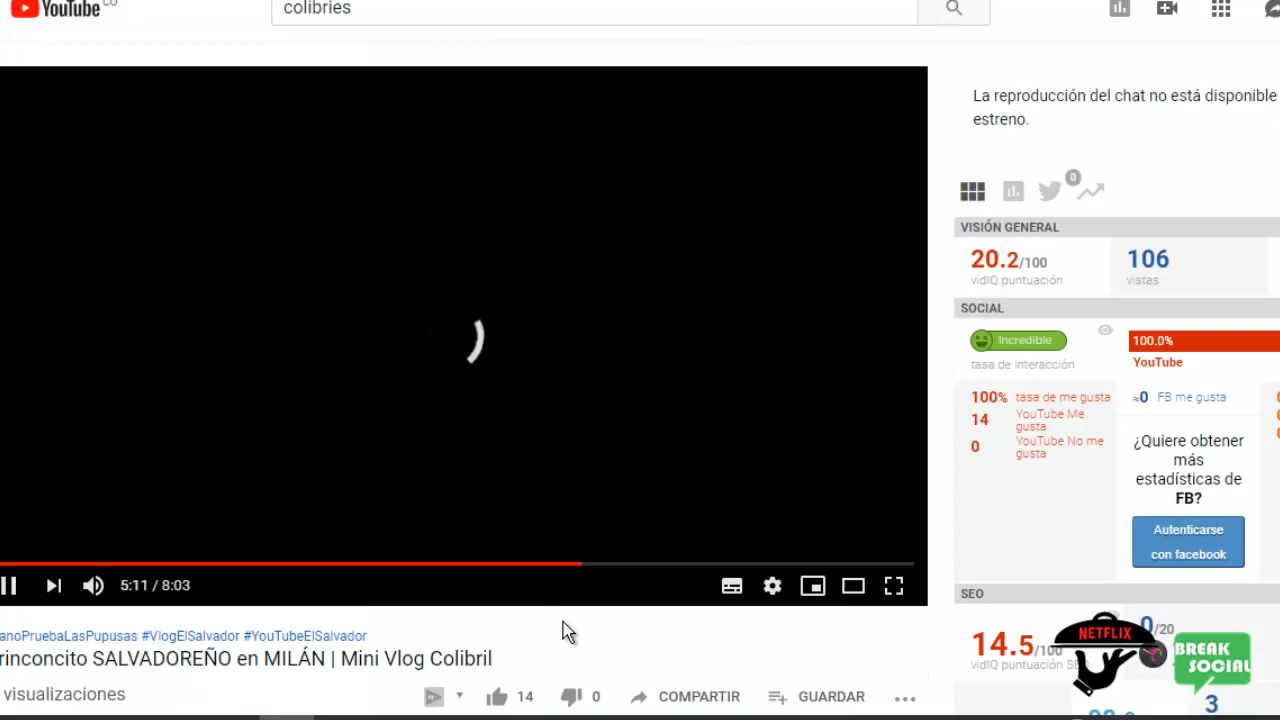 YouTube CO
colibries
La reproducción del chat no está disponible
estreno.
0
VISIÓN GENERAL
20.2/100
vidIQ puntuación
106
vistas
SOCIAL
Incredible
tasa de interacción
100.0%
YouTube
100% tasa de me gusta
14 YouTube Me
gusta
0 YouTube No me
gusta
≈0 FB me gusta
¿Quiere obtener
más
estadísticas de
FB?
Autenticarse
con facebook
5:11 / 8:03
anoPruebaLasPupusas #VlogElSalvador #YouTubeElSalvador
rinconcito SALVADOREÑO en MILÁN | Mini Vlog Colibril
visualizaciones
14
0
COMPARTIR
GUARDAR
SEO
14.5/100
vidIQ puntuación SE
0/20
NETFLIX
BREAK
SOCIAL
3